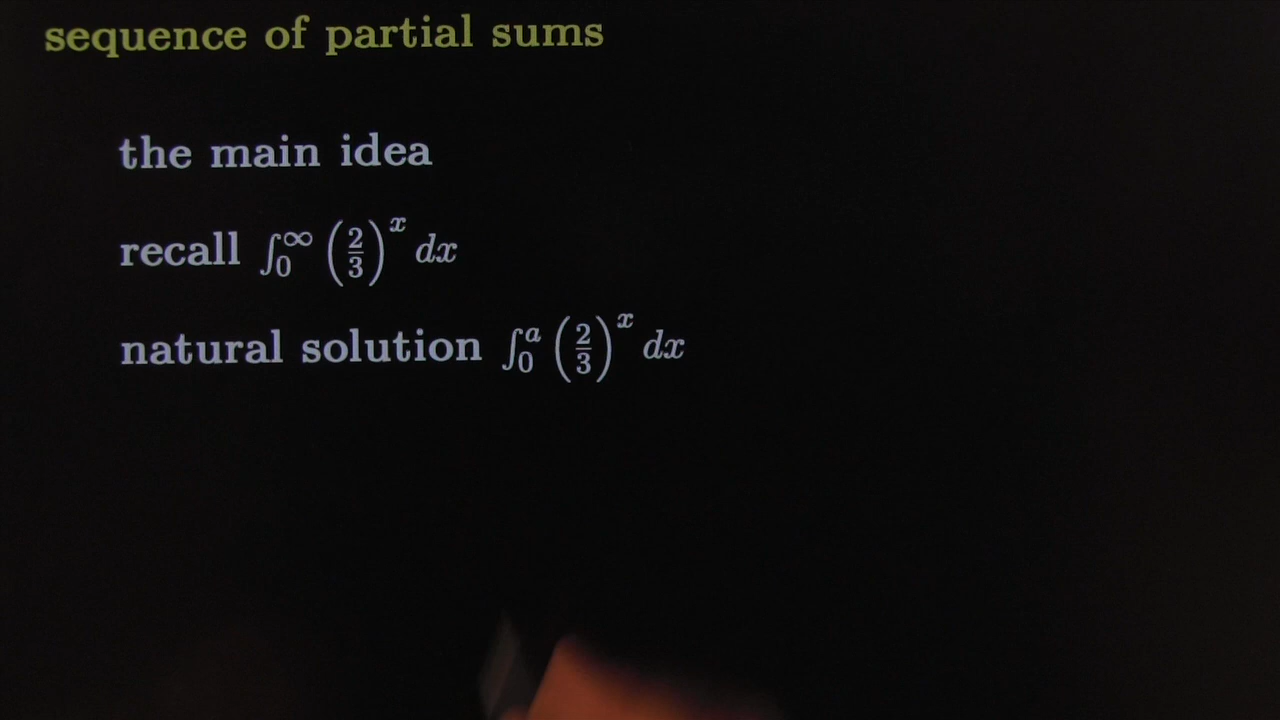 sequence of partial sums
the main idea
recall ∫₀^∞ (2/3)^x dx
natural solution ∫₀^a (2/3)^x dx